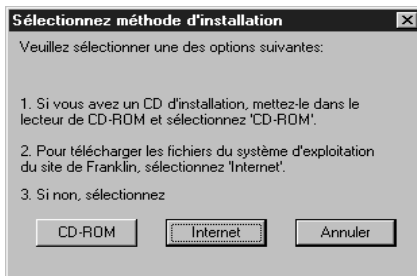 Sélectionnez méthode d'installation
Veuillez sélectionner une des options suivantes:
1. Si vous avez un CD d'installation, mettez-le dans le
lecteur de CD-ROM et sélectionnez 'CD-ROM'.
2. Pour télécharger les fichiers du système d'exploitation
du site de Franklin, sélectionnez 'Internet'.
3. Si non, sélectionnez
CD-ROM Internet Annuler